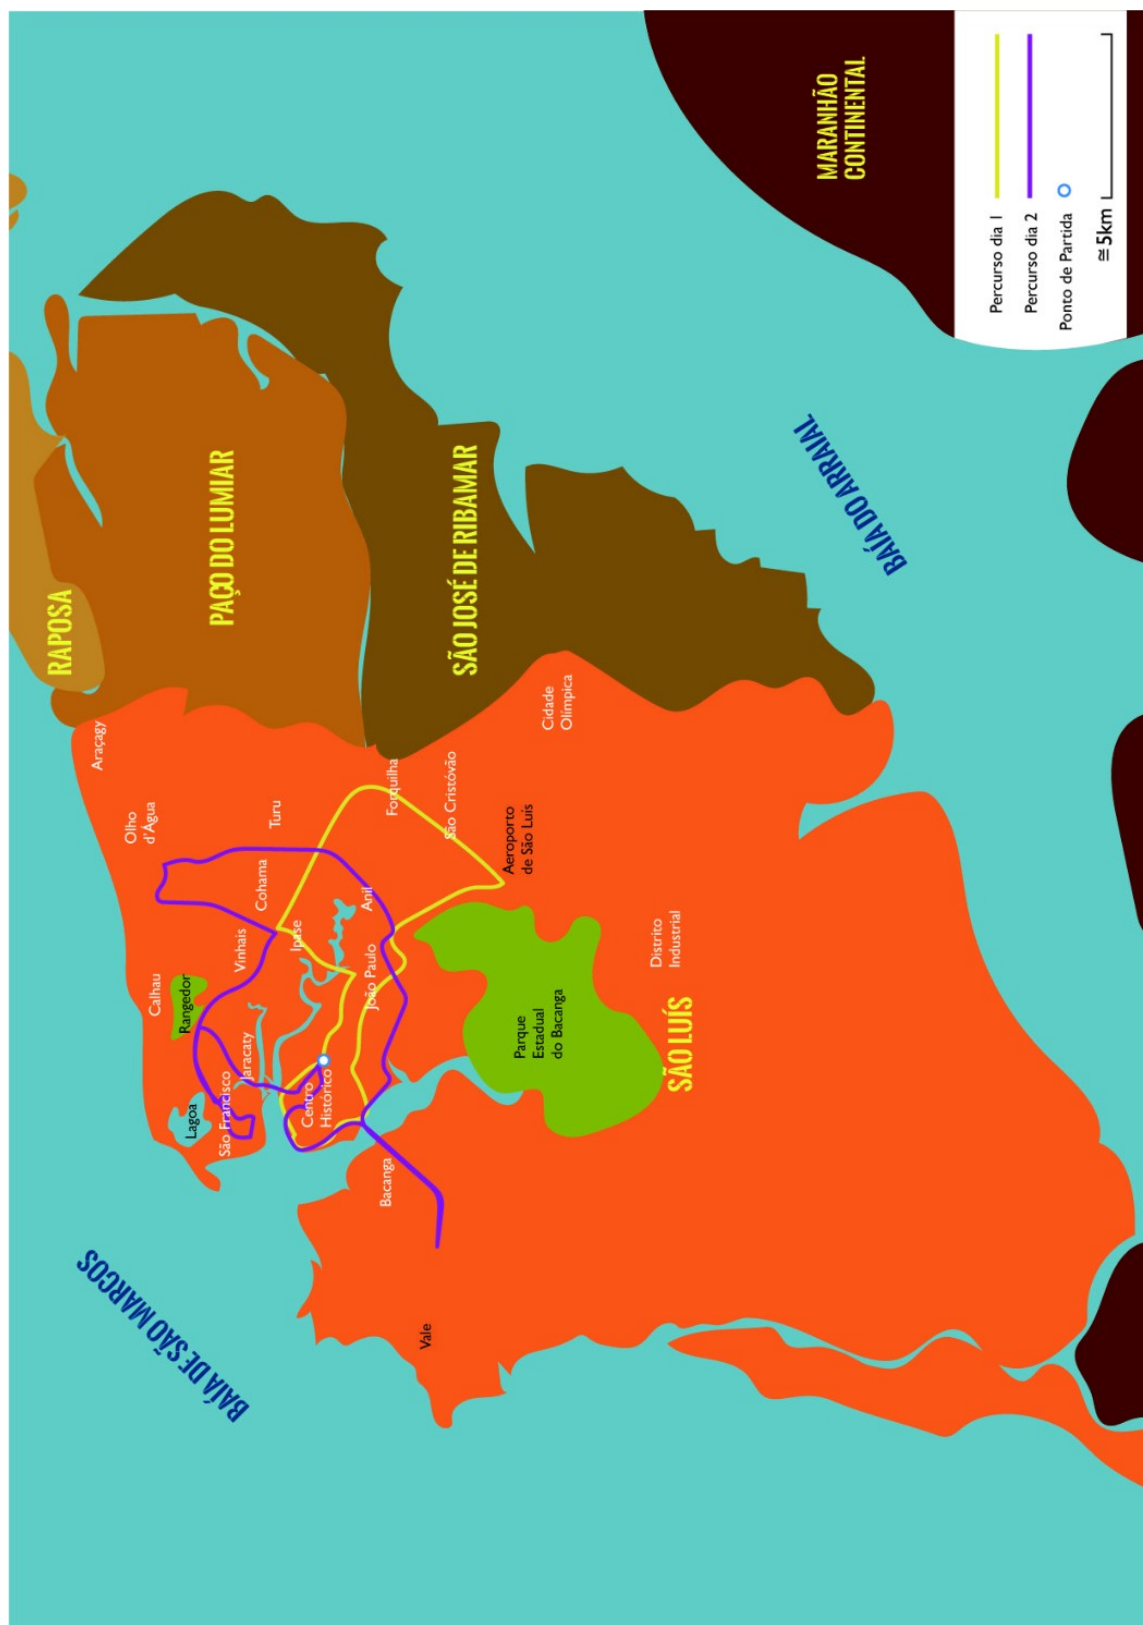 RAPOSA
PAÇO DO LUMIAR
SÃO JOSÉ DE RIBAMAR
MARANHÃO
CONTINENTAL
BAÍA DE SÃO MARCOS
BAÍA DO ARRAIAL
SÃO LUÍS
Araçagy
Olho
d'Água
Turu
Cohama
Calhau
Rangedor
Vinhais
Ipase
Forquilha
São Cristóvão
Cidade
Olímpica
Aeroporto
de São Luís
Anil
João Paulo
Jaracaty
Lagoa
São Francisco
Centro
Histórico
Bacanga
Vale
Parque
Estadual
do Bacanga
Distrito
Industrial
Percurso dia 1
Percurso dia 2
Ponto de Partida
≅5km